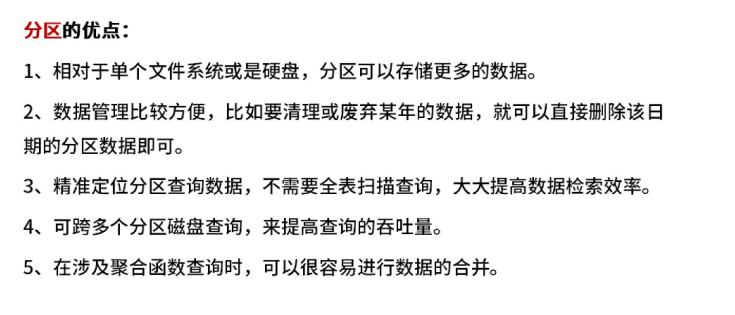 分区的优点：
1、相对于单个文件系统或是硬盘，分区可以存储更多的数据。
2、数据管理比较方便，比如要清理或废弃某年的数据，就可以直接删除该日
期的分区数据即可。
3、精准定位分区查询数据，不需要全表扫描查询，大大提高数据检索效率。
4、可跨多个分区磁盘查询，来提高查询的吞吐量。
5、在涉及聚合函数查询时，可以很容易进行数据的合并。